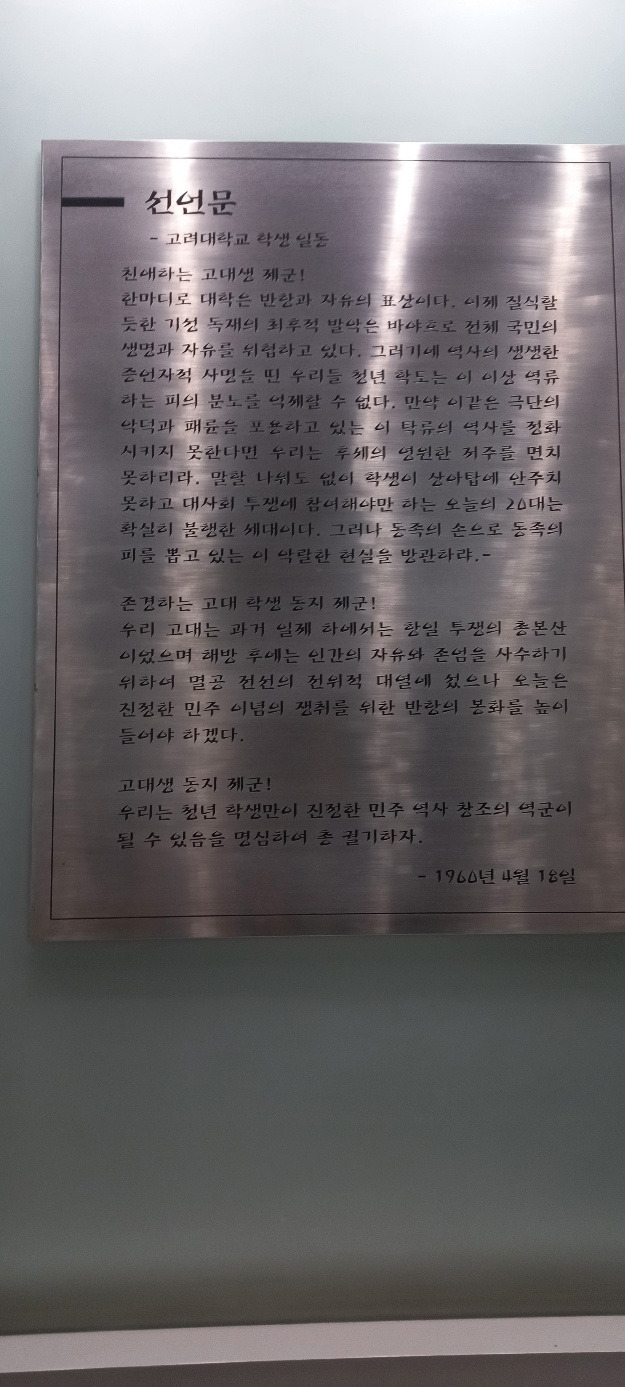 선언문
- 고려대학교 학생 일동
친애하는 고대생 제군!
한마디로 대학은 반항과 자유의 표상이다. 이제 질식할
듯한 기성 독재의 최후적 발악은 바야흐로 전체 국민의
생명과 자유를 위협하고 있다. 그러기에 역사의 생생한
증언자적 사명을 띤 우리들 청년 학도는 이 이상 역류
하는 피의 분노를 억제할 수 없다. 만약 이같은 극단의
악덕과 패륜을 포용하고 있는 이 탁류의 역사를 정화
시키지 못한다면 우리는 후세의 영원한 저주를 면치
못하리라. 말할 나위도 없이 학생이 상아탑에 안주치
못하고 대사회 투쟁에 참여해야만 하는 오늘의 20대는
확실히 불행한 세대이다. 그러나 동족의 손으로 동족의
피를 뽑고 있는 이 악랄한 현실을 방관하랴.-
존경하는 고대 학생 동지 제군!
우리 고대는 과거 일제 하에서는 항일 투쟁의 총본산
이었으며 해방 후에는 인간의 자유와 존엄을 사수하기
위하여 멸공 전선의 전위적 대열에 섰으나 오늘은
진정한 민주 이념의 쟁취를 위한 반항의 봉화를 높이
들어야 하겠다.
고대생 동지 제군!
우리는 청년 학생만이 진정한 민주 역사 창조의 역군이
될 수 있음을 명심하여 총 궐기하자.
- 1960년 4월 18일